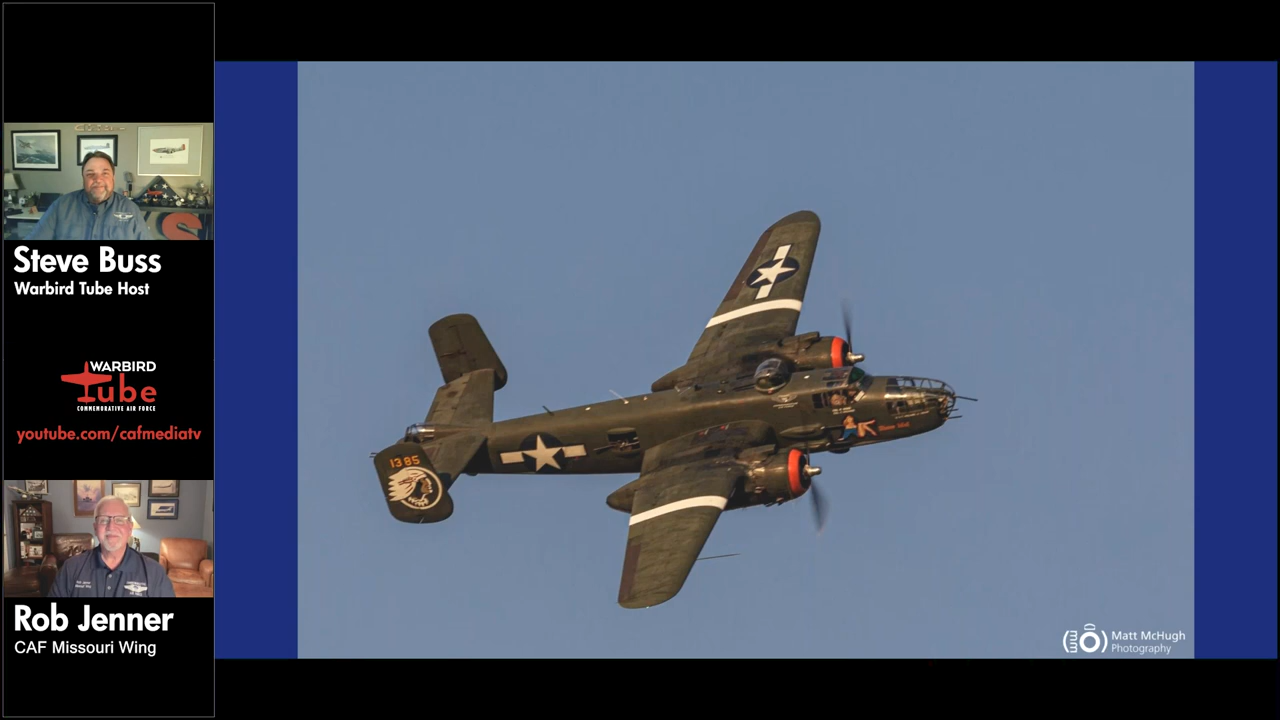 Steve Buss
Warbird Tube Host
WARBIRD
Tube
COMMEMORATIVE AIR FORCE
youtube.com/cafmediatv
Rob Jenner
CAF Missouri Wing
1385
Matt McHugh
Photography